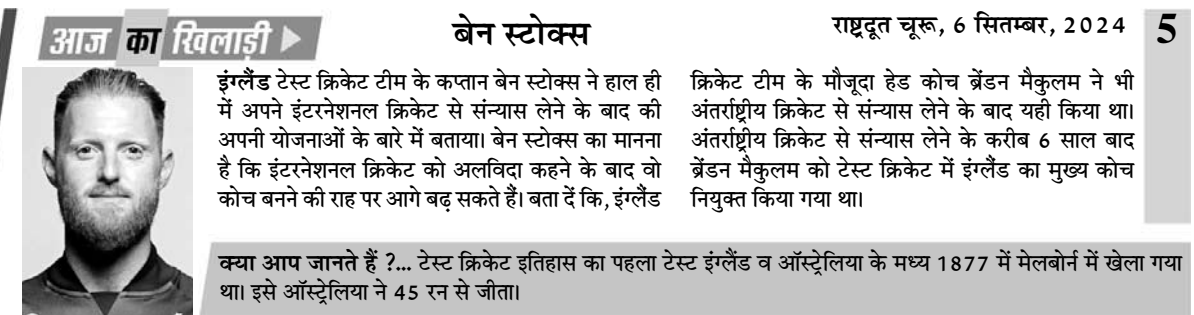 आज का खिलाड़ी
बेन स्टोक्स
राष्ट्रदूत चूरू, 6 सितम्बर, 2024
5
इंग्लैंड टेस्ट क्रिकेट टीम के कप्तान बेन स्टोक्स ने हाल ही
में अपने इंटरनेशनल क्रिकेट से संन्यास लेने के बाद की
अपनी योजनाओं के बारे में बताया। बेन स्टोक्स का मानना
है कि इंटरनेशनल क्रिकेट को अलविदा कहने के बाद वो
कोच बनने की राह पर आगे बढ़ सकते हैं। बता दें कि, इंग्लैंड
क्रिकेट टीम के मौजूदा हेड कोच ब्रेंडन मैकुलम ने भी
अंतर्राष्ट्रीय क्रिकेट से संन्यास लेने के बाद यही किया था।
अंतर्राष्ट्रीय क्रिकेट से संन्यास लेने के करीब 6 साल बाद
ब्रेंडन मैकुलम को टेस्ट क्रिकेट में इंग्लैंड का मुख्य कोच
नियुक्त किया गया था।
क्या आप जानते हैं ?... टेस्ट क्रिकेट इतिहास का पहला टेस्ट इंग्लैंड व ऑस्ट्रेलिया के मध्य 1877 में मेलबोर्न में खेला गया
था। इसे ऑस्ट्रेलिया ने 45 रन से जीता।